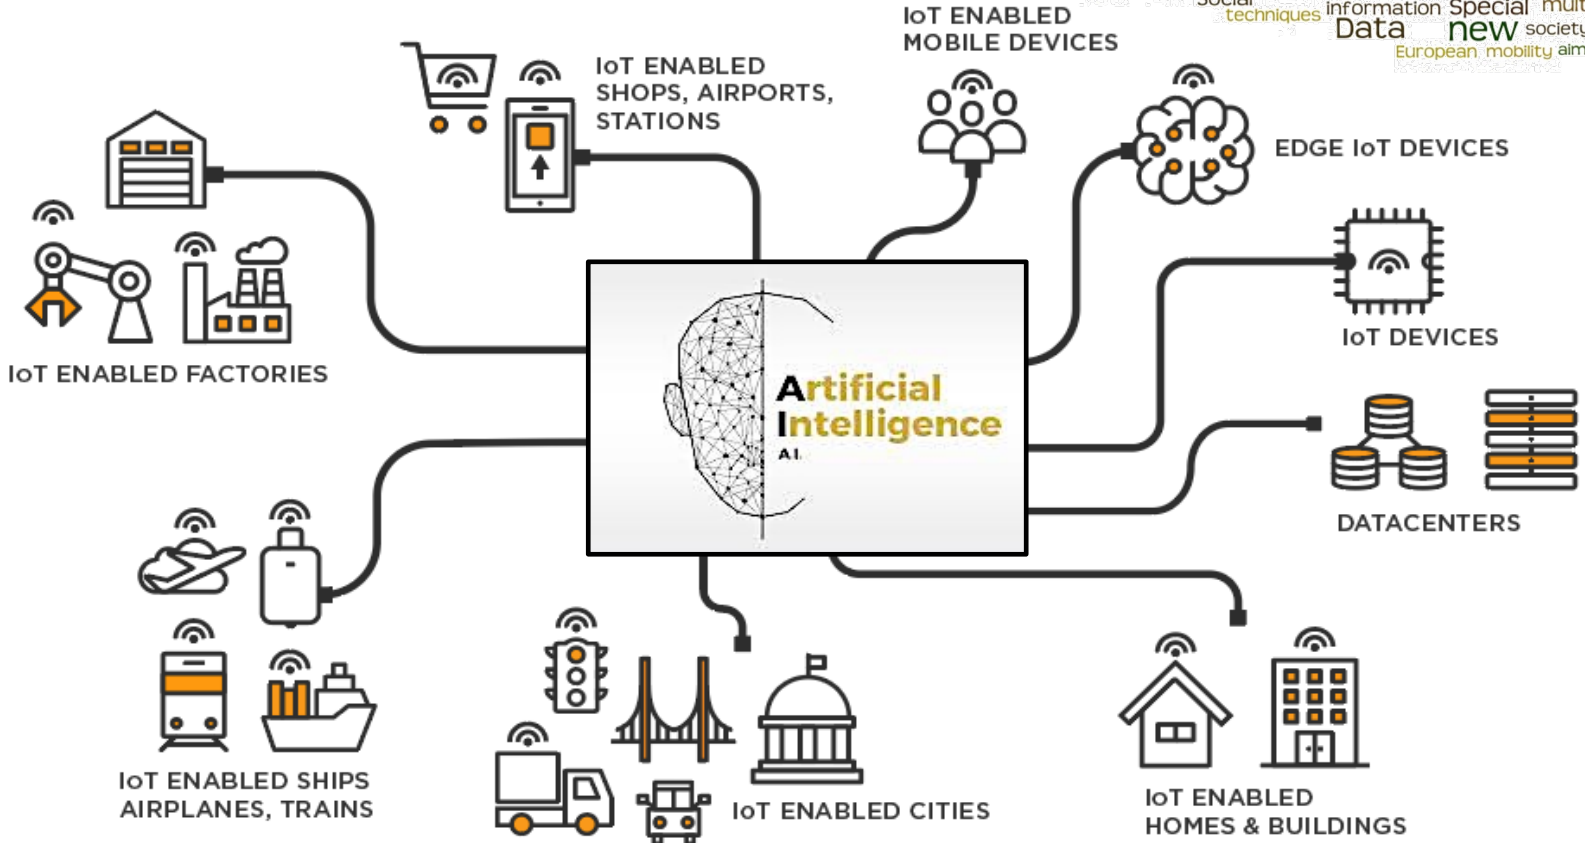 social
techniques information Special mult
Data new society
European mobility aim
IoT ENABLED
MOBILE DEVICES
IoT ENABLED
SHOPS, AIRPORTS,
STATIONS
EDGE IoT DEVICES
IoT DEVICES
IoT ENABLED FACTORIES
Artificial
Intelligence
A.I.
DATACENTERS
IoT ENABLED SHIPS
AIRPLANES, TRAINS
IoT ENABLED CITIES
IoT ENABLED
HOMES & BUILDINGS